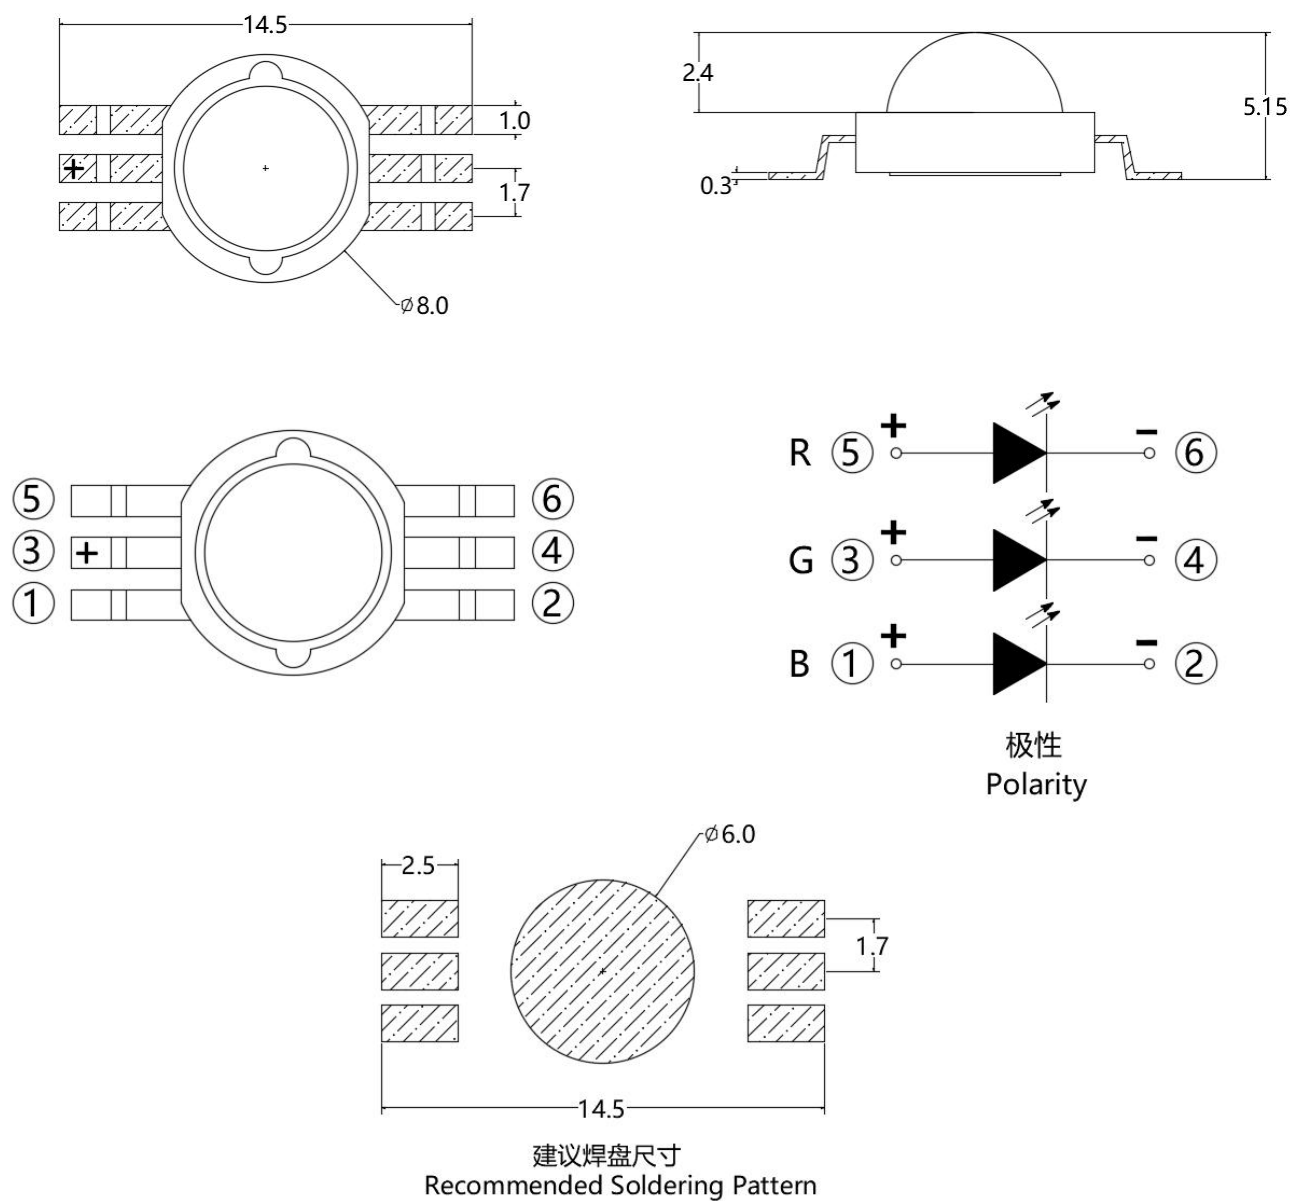 14.5
1.0
+
1.7
⌀8.0
2.4
5.15
0.3
⑤ ⑥
③ + ④
① ②
R ⑤ + - ⑥
G ③ + - ④
B ① + - ②
极性
Polarity
⌀6.0
2.5
1.7
14.5
建议焊盘尺寸
Recommended Soldering Pattern